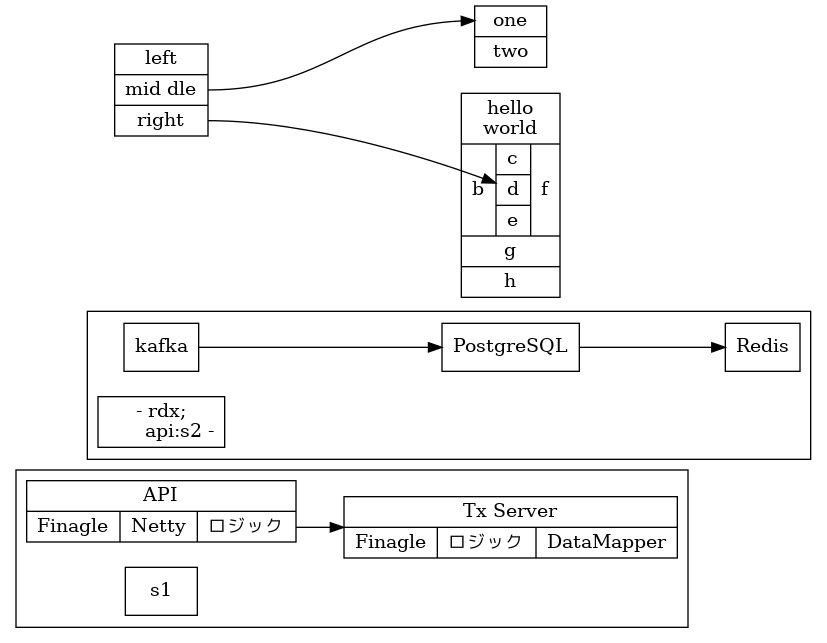 left
mid dle
right
one
two
hello
world
b
c
d
e
f
g
h
kafka
PostgreSQL
Redis
- rdx;
api:s2 -
API
Finagle
Netty
ロジック
Tx Server
Finagle
ロジック
DataMapper
s1